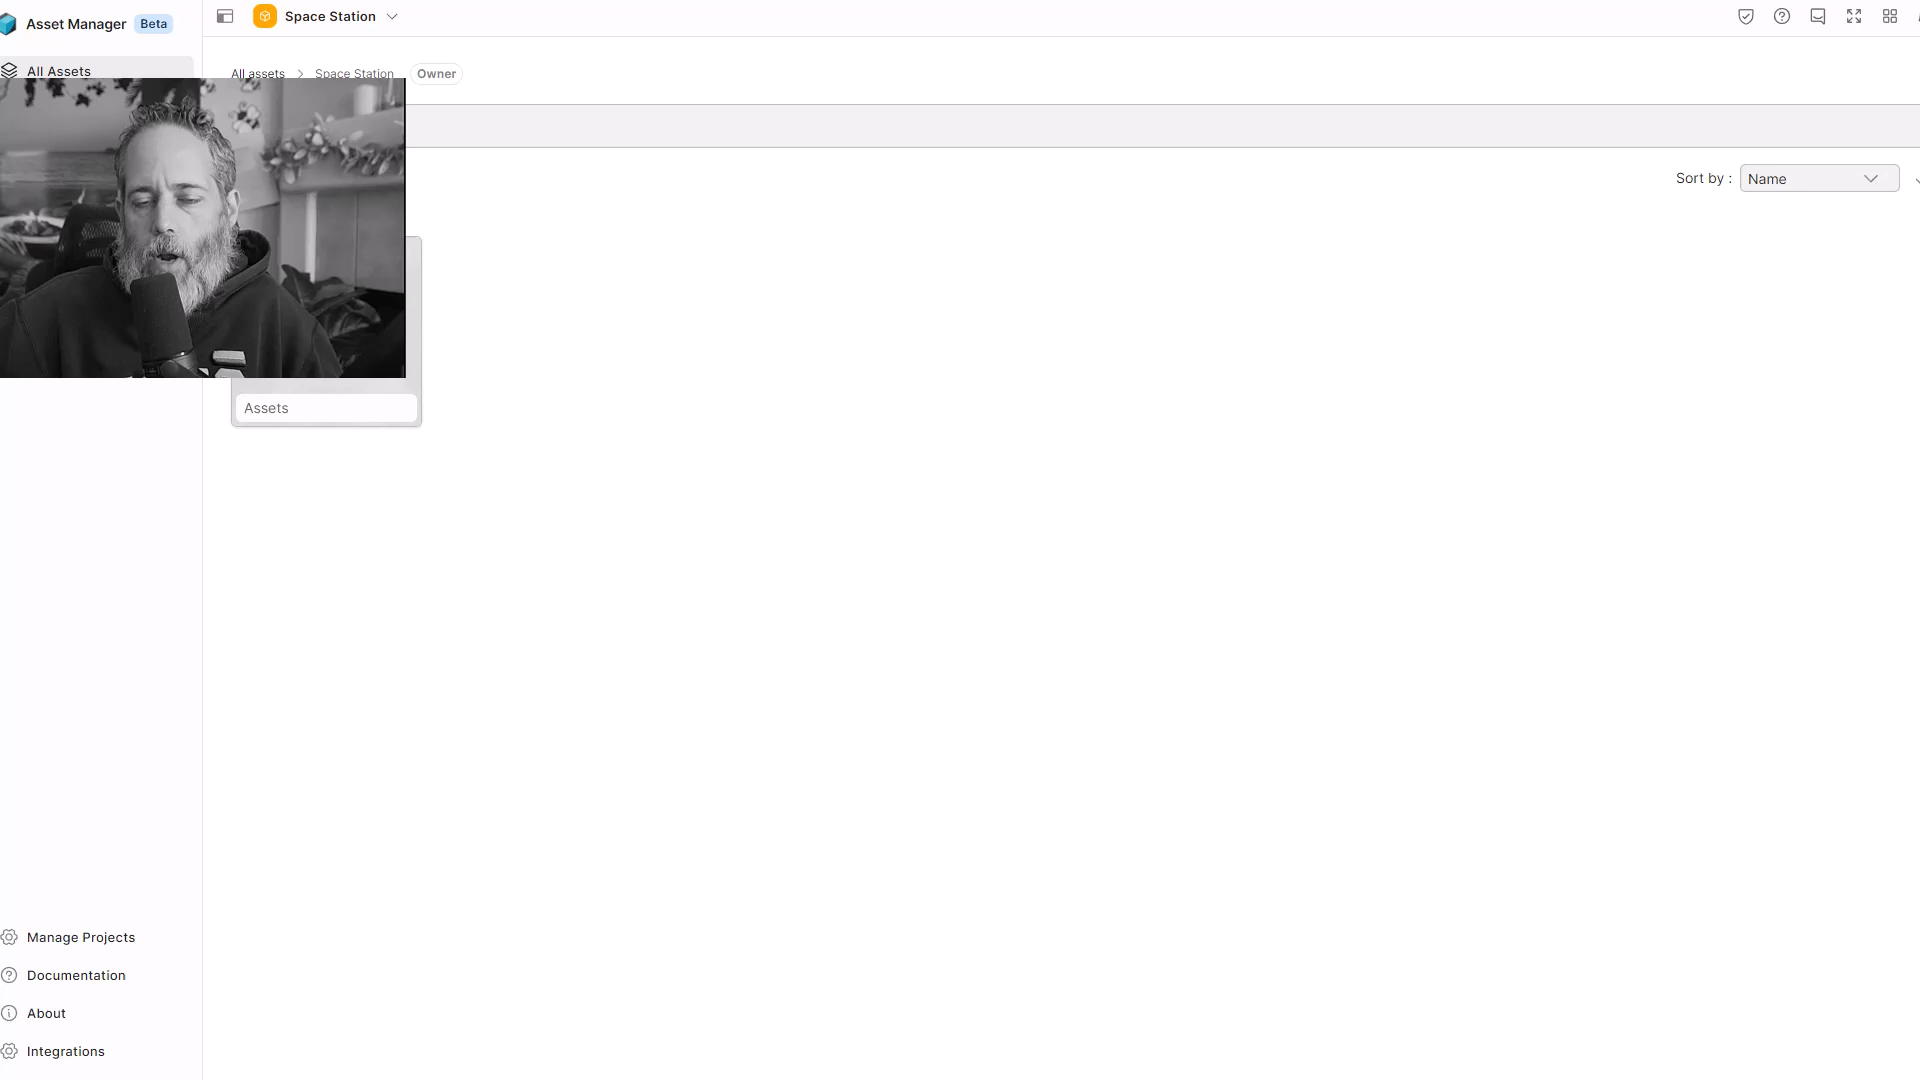 Asset Manager Beta
Space Station
All Assets
All assets > Space Station Owner
Sort by : Name
Assets
Manage Projects
Documentation
About
Integrations